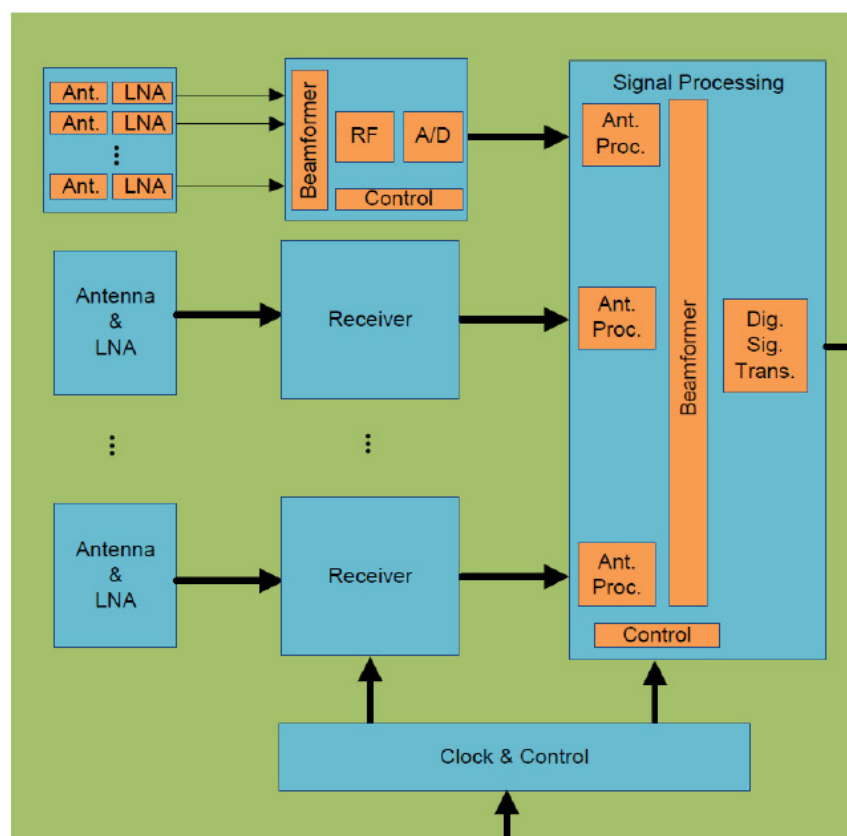 Signal Processing
Ant. LNA
Ant. LNA
Ant. LNA
Beamformer
RF
A/D
Control
Ant.
Proc.
Antenna
&
LNA
Receiver
Ant.
Proc.
Beamformer
Dig.
Sig.
Trans.
Antenna
&
LNA
Receiver
Ant.
Proc.
Control
Clock & Control